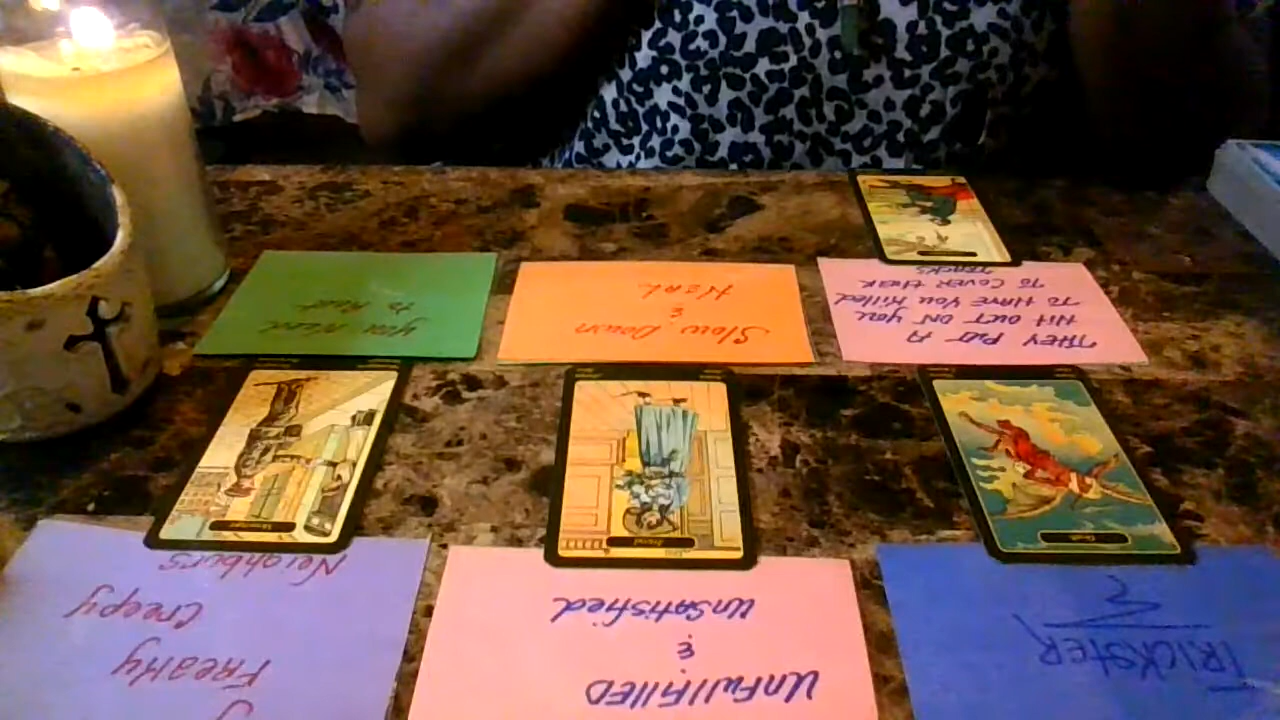 You Need
to Rest
Slow Down
&
Heal
THEY PUT A
HIT OUT ON YOU
TO HAVE YOU Killed
TO COVER THEIR
TRACKS
Freaky
Creepy
Neighbors
UNFullFilled
&
UNSatisfied
TRICKSTER